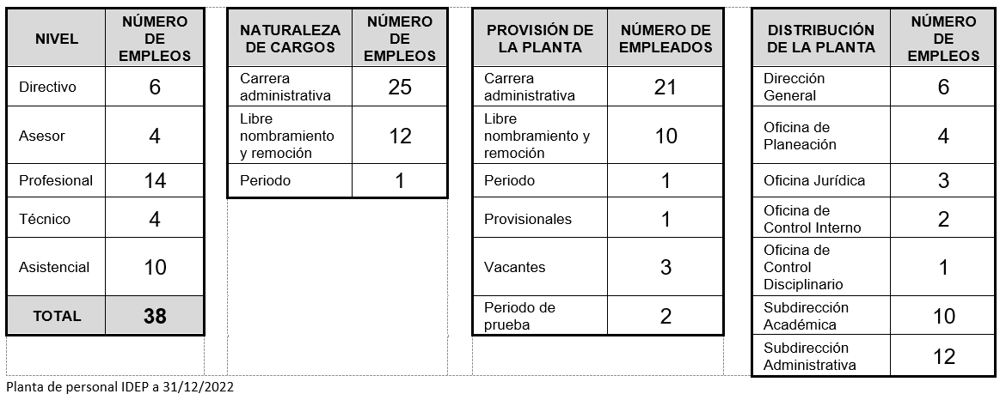 NIVEL
NÚMERO
DE
EMPLEOS
Directivo
6
Asesor
4
Profesional
14
Técnico
4
Asistencial
10
TOTAL
38
NATURALEZA
DE CARGOS
NÚMERO
DE
EMPLEOS
Carrera
administrativa
25
Libre
nombramiento
y remoción
12
Periodo
1
PROVISIÓN DE
LA PLANTA
NÚMERO DE
EMPLEADOS
Carrera
administrativa
21
Libre
nombramiento y
remoción
10
Periodo
1
Provisionales
1
Vacantes
3
Periodo de
prueba
2
DISTRIBUCIÓN
DE LA PLANTA
NÚMERO
DE
EMPLEOS
Dirección
General
6
Oficina de
Planeación
4
Oficina Jurídica
3
Oficina de
Control Interno
2
Oficina de
Control
Disciplinario
1
Subdirección
Académica
10
Subdirección
Administrativa
12
Planta de personal IDEP a 31/12/2022